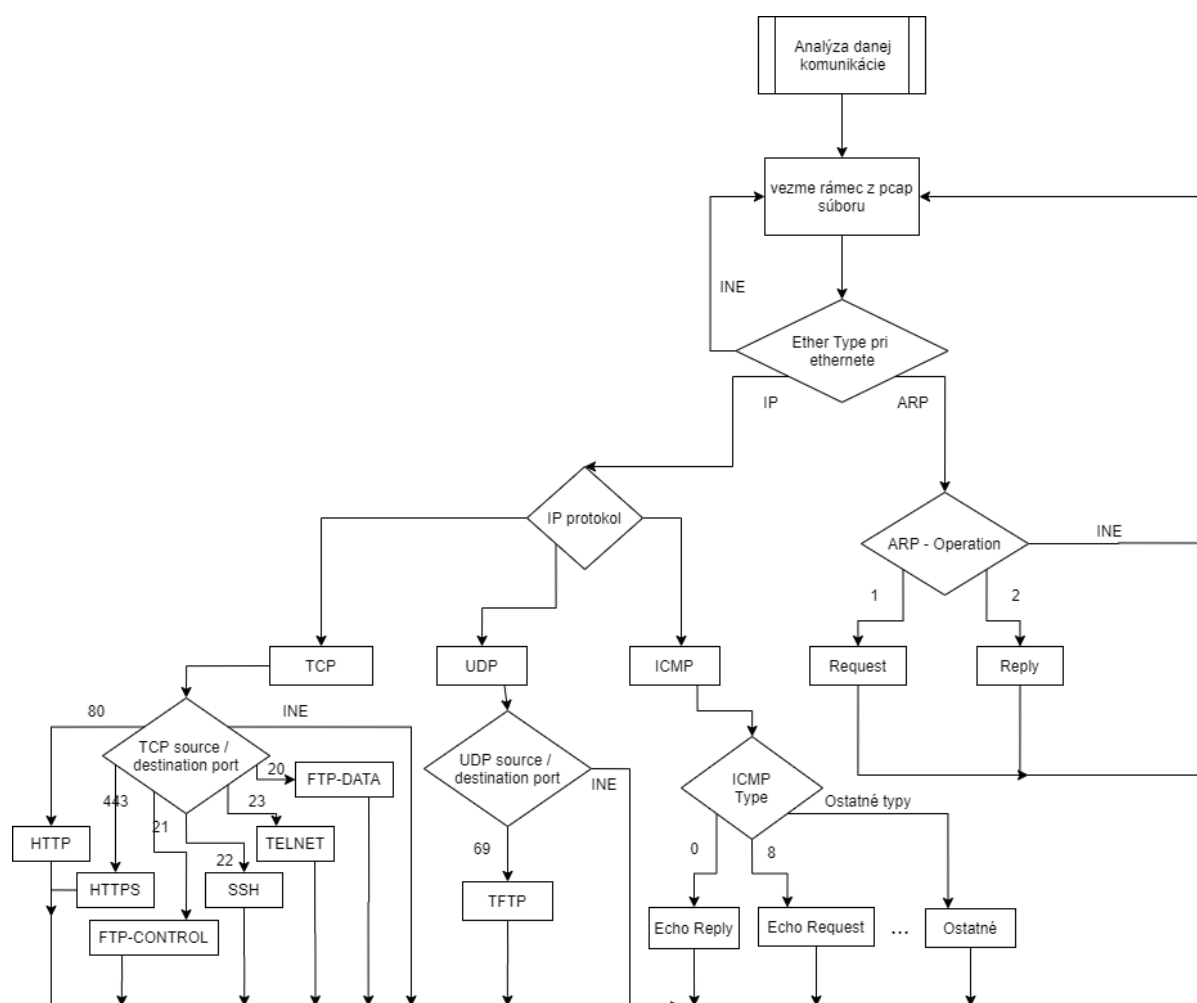 Analýza danej
komunikácie
vezme rámec z pcap
súboru
INE
Ether Type pri
ethernete
IP
ARP
IP protokol
ARP - Operation
INE
1
2
TCP
UDP
ICMP
Request
Reply
80
INE
TCP source /
destination port
UDP source /
destination port
INE
20
FTP-DATA
ICMP
Type
Ostatné typy
443
23
21
HTTP
TELNET
69
0
8
22
HTTPS
SSH
TFTP
FTP-CONTROL
Echo Reply
Echo Request
...
Ostatné